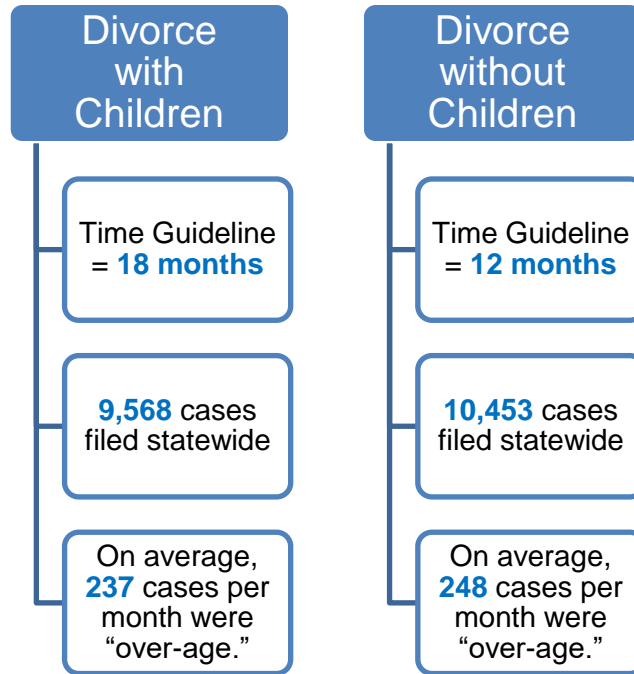 Divorce
with
Children
Time Guideline
= 18 months
9,568 cases
filed statewide
On average,
237 cases per
month were
“over-age.”
Divorce
without
Children
Time Guideline
= 12 months
10,453 cases
filed statewide
On average,
248 cases per
month were
“over-age.”